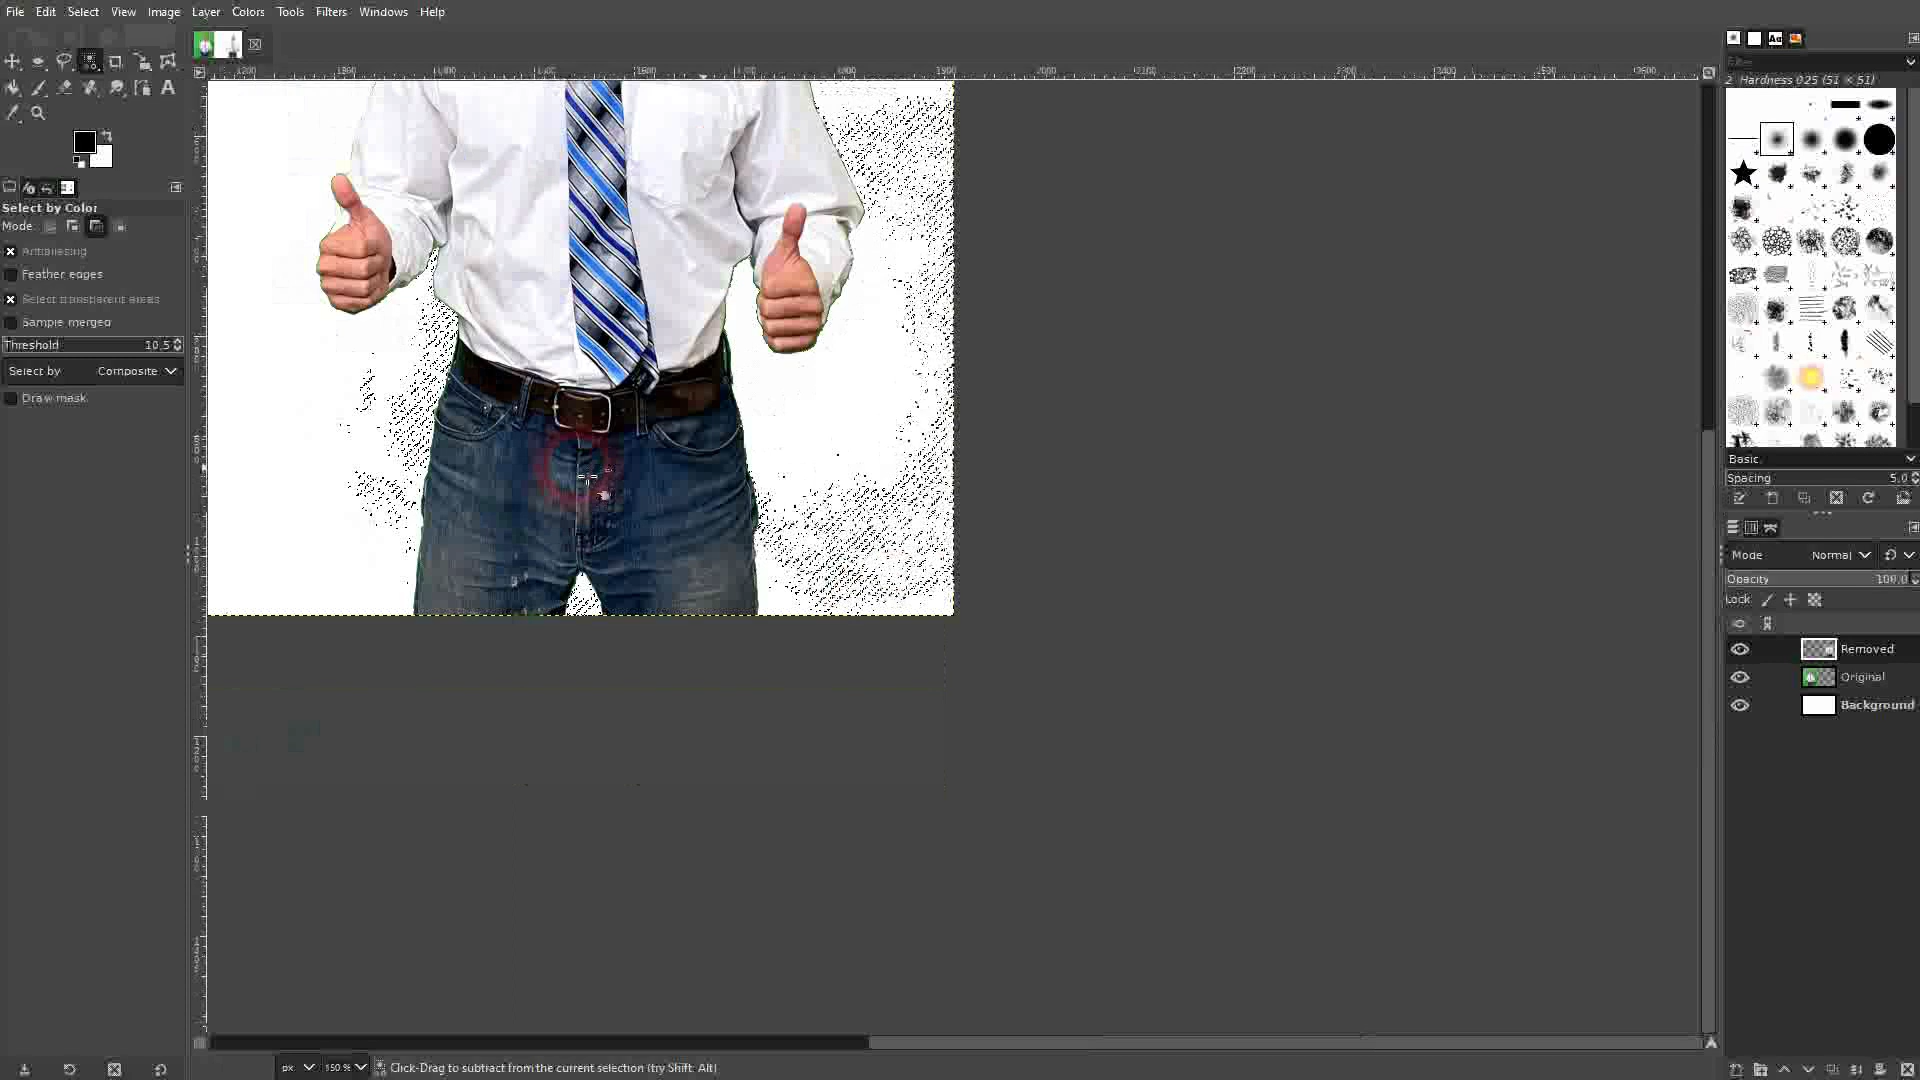 File Edit Select View Image Layer Colors Tools Filters Windows Help
2. Hardness 025 (51 × 51)
Select by Color
Mode:
Antialiasing
Feather edges
Select transparent areas
Sample merged
Threshold 10.5
Select by Composite
Draw mask
Basic,
Spacing 5.0
Mode Normal
Opacity 100.0
Lock:
Removed
Original
Background
px 150 % Click-Drag to subtract from the current selection (try Shift, Alt)